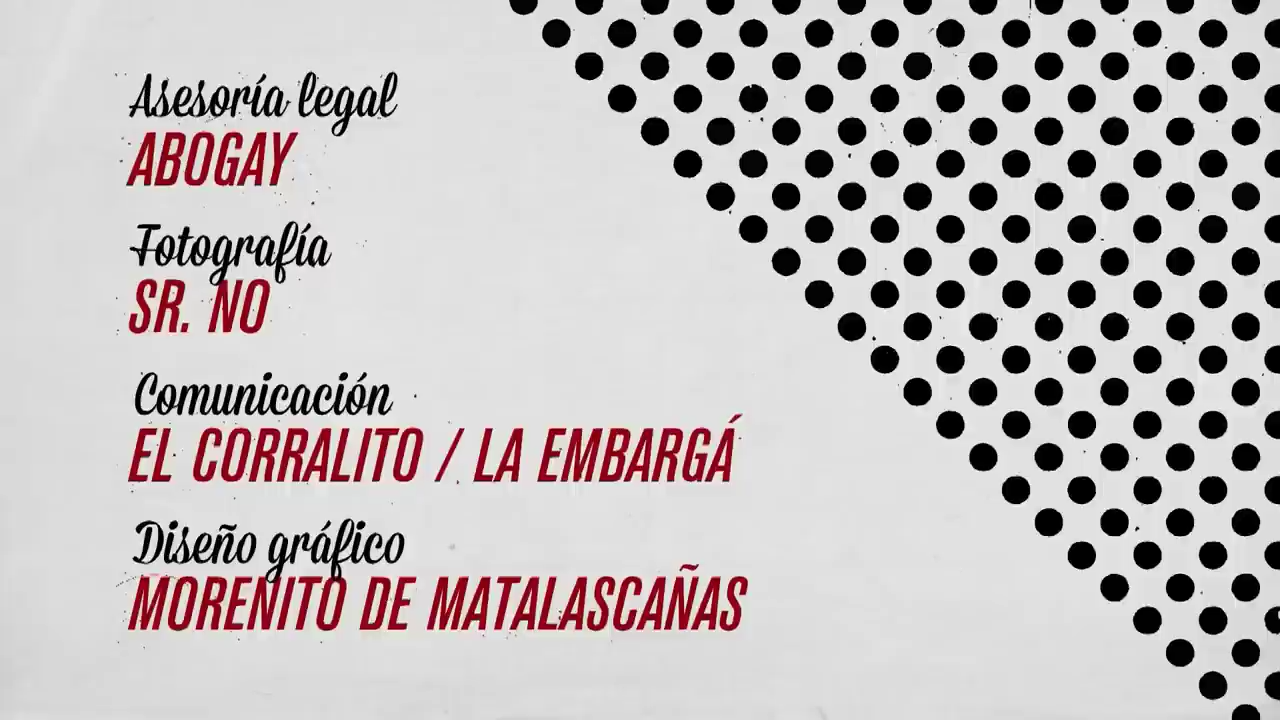 Asesoría legal
ABOGAY
Fotografía
SR. NO
Comunicación
EL CORRALITO / LA EMBARGÁ
Diseño gráfico
MORENITO DE MATALASCAÑAS